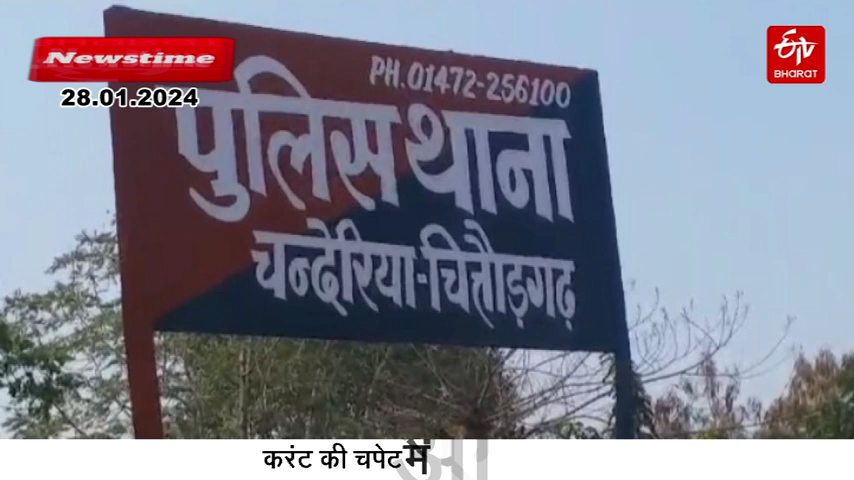 Newstime
28.01.2024
BHARAT
PH.01472-256100
पुलिस थाना
चन्देरिया-चित्तौड़गढ़
करंट की चपेट में